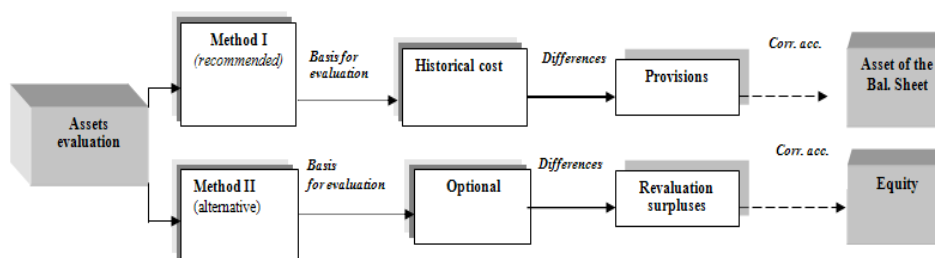 Assets
evaluation
Method I
(recommended)
Basis for
evaluation
Historical cost
Differences
Provisions
Corr. acc.
Asset of the
Bal. Sheet
Method II
(alternative)
Basis
for evaluation
Optional
Differences
Revaluation
surpluses
Corr. acc.
Equity